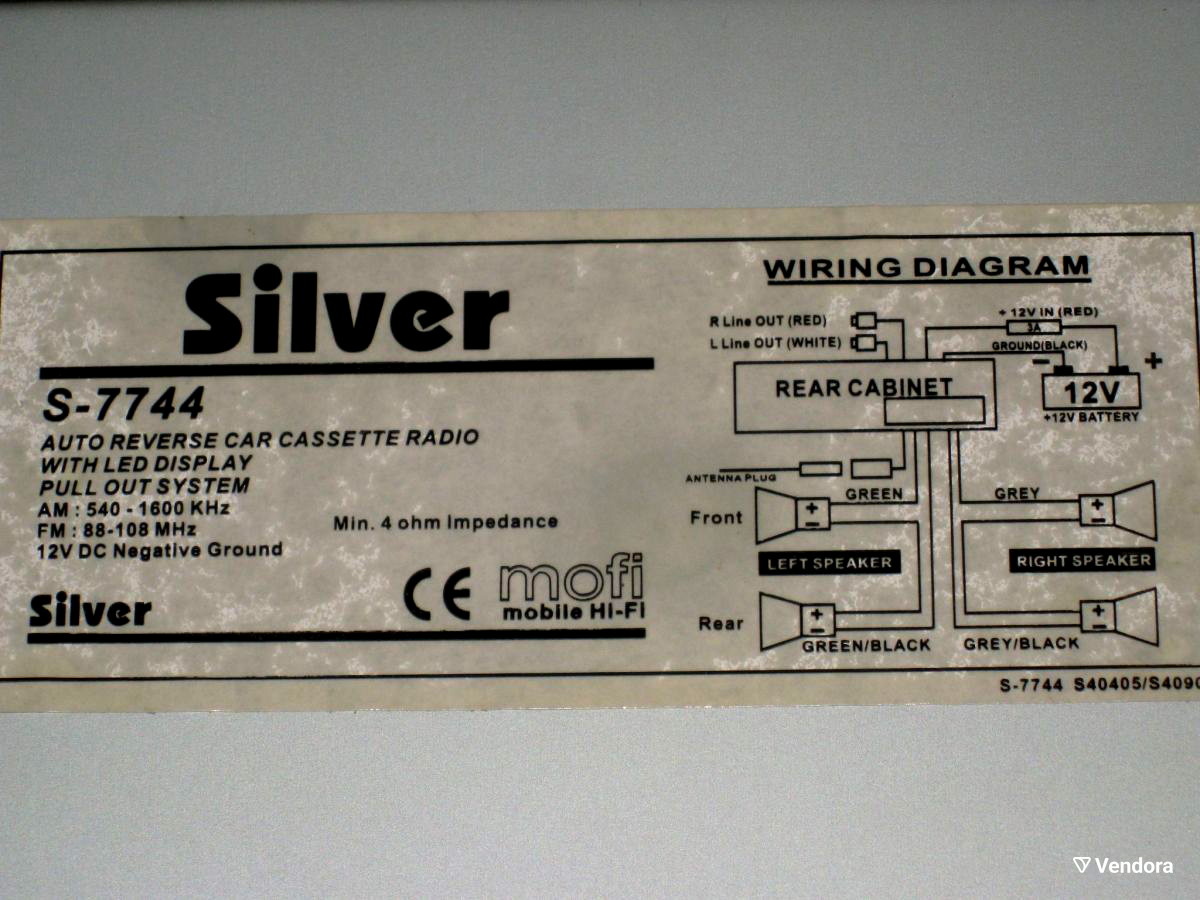 Silver
S-7744
AUTO REVERSE CAR CASSETTE RADIO
WITH LED DISPLAY
PULL OUT SYSTEM
AM : 540 - 1600 KHz
FM : 88-108 MHz
12V DC Negative Ground
Min. 4 ohm Impedance
Silver
CE
mofi
mobile Hi-Fi
WIRING DIAGRAM
R Line OUT (RED)
L Line OUT (WHITE)
+ 12V IN (RED)
3A
GROUND(BLACK)
- +
12V
+12V BATTERY
REAR CABINET
ANTENNA PLUG
GREEN
GREY
Front
+
-
+
-
LEFT SPEAKER
RIGHT SPEAKER
Rear
+
-
+
-
GREEN/BLACK
GREY/BLACK
S-7744 S40405/S409
Vendora